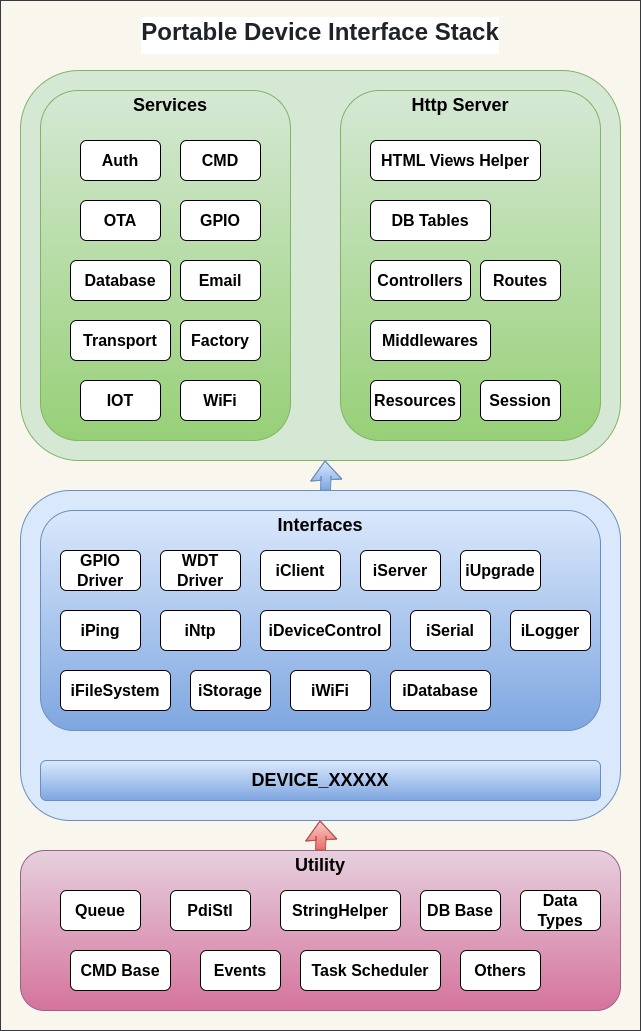 Portable Device Interface Stack
Services
Auth
CMD
OTA
GPIO
Database
Email
Transport
Factory
IOT
WiFi
Http Server
HTML Views Helper
DB Tables
Controllers
Routes
Middlewares
Resources
Session
Interfaces
GPIO
Driver
WDT
Driver
iClient
iServer
iUpgrade
iPing
iNtp
iDeviceControl
iSerial
iLogger
iFileSystem
iStorage
iWiFi
iDatabase
DEVICE_XXXXX
Utility
Queue
PdiStl
StringHelper
DB Base
Data
Types
CMD Base
Events
Task Scheduler
Others